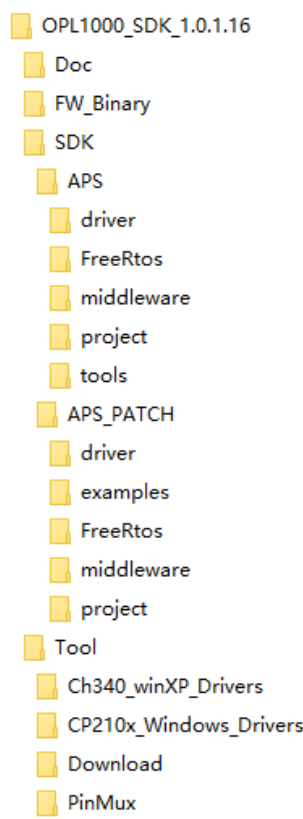 OPL1000_SDK_1.0.1.16
Doc
FW_Binary
SDK
APS
driver
FreeRtos
middleware
project
tools
APS_PATCH
driver
examples
FreeRtos
middleware
project
Tool
Ch340_winXP_Drivers
CP210x_Windows_Drivers
Download
PinMux